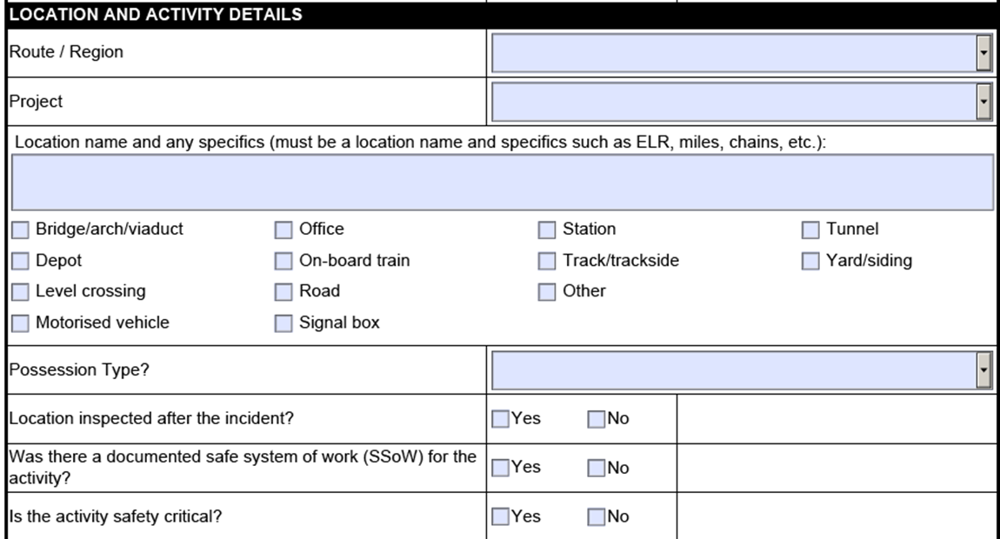 LOCATION AND ACTIVITY DETAILS
Route / Region
Project
Location name and any specifics (must be a location name and specifics such as ELR, miles, chains, etc.):
Bridge/arch/viaduct Office Station Tunnel
Depot On-board train Track/trackside Yard/siding
Level crossing Road Other
Motorised vehicle Signal box
Possession Type?
Location inspected after the incident? Yes No
Was there a documented safe system of work (SSoW) for the
activity? Yes No
Is the activity safety critical? Yes No